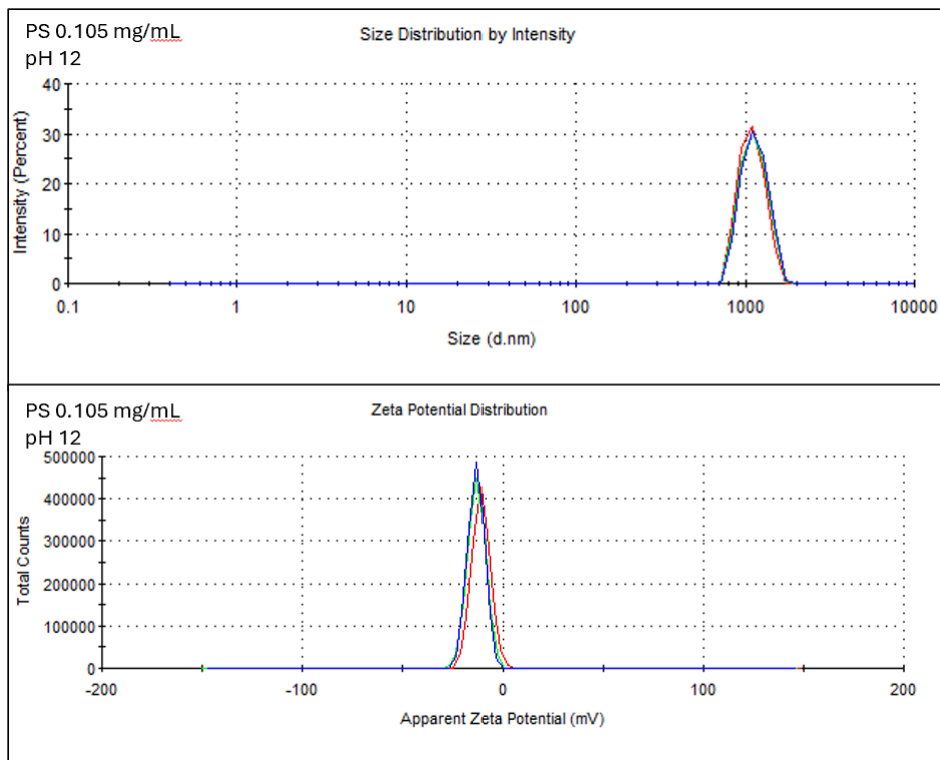 PS 0.105 mg/mL
pH 12
Size Distribution by Intensity
Intensity (Percent)
40
30
20
10
0
0.1 1 10 100 1000 10000
Size (d.nm)
PS 0.105 mg/mL
pH 12
Zeta Potential Distribution
Total Counts
500000
400000
300000
200000
100000
0
-200 -100 0 100 200
Apparent Zeta Potential (mV)